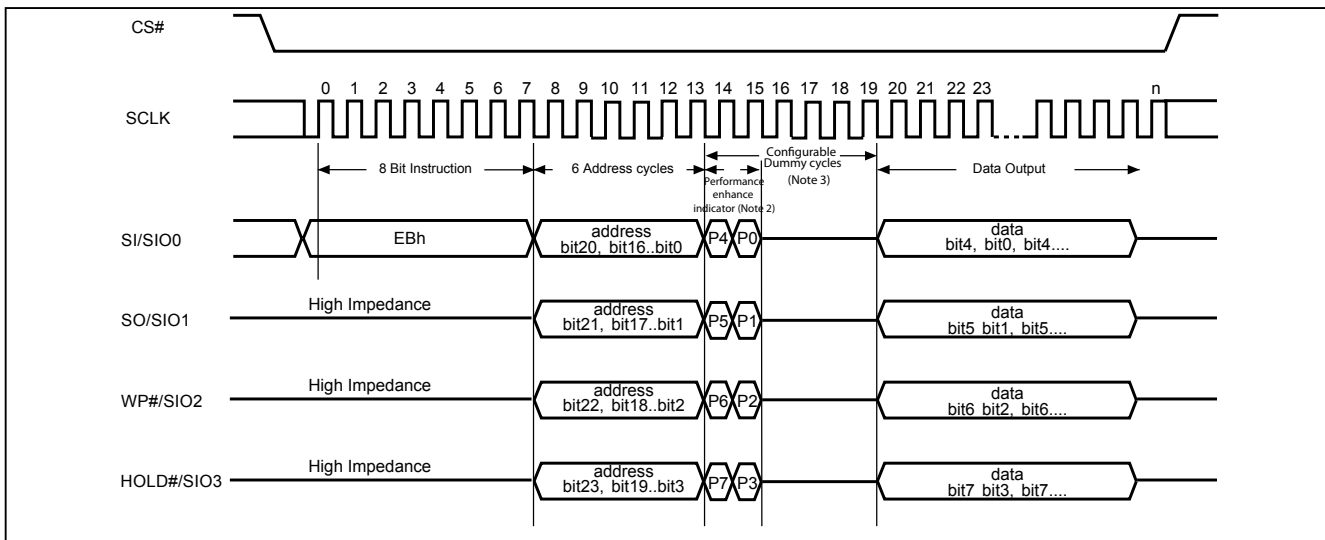 CS#
0 1 2 3 4 5 6 7 8 9 10 11 12 13 14 15 16 17 18 19 20 21 22 23 n
SCLK
Configurable
Dummy cycles
(Note 3)
8 Bit Instruction
6 Address cycles
Data Output
Performance
enhance
indicator (Note 2)
SI/SIO0
EBh
address
bit20, bit16..bit0
P4 P0
data
bit4, bit0, bit4....
SO/SIO1
High Impedance
address
bit21, bit17..bit1
P5 P1
data
bit5 bit1, bit5....
WP#/SIO2
High Impedance
address
bit22, bit18..bit2
P6 P2
data
bit6 bit2, bit6....
HOLD#/SIO3
High Impedance
address
bit23, bit19..bit3
P7 P3
data
bit7 bit3, bit7....